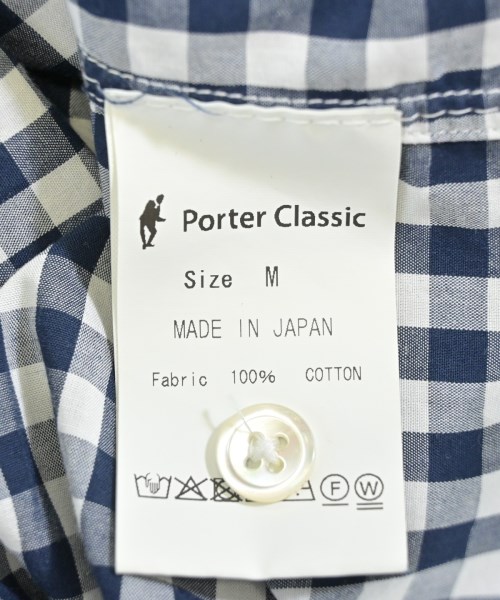 Porter Classic
Size M
MADE IN JAPAN
Fabric 100% COTTON
F W